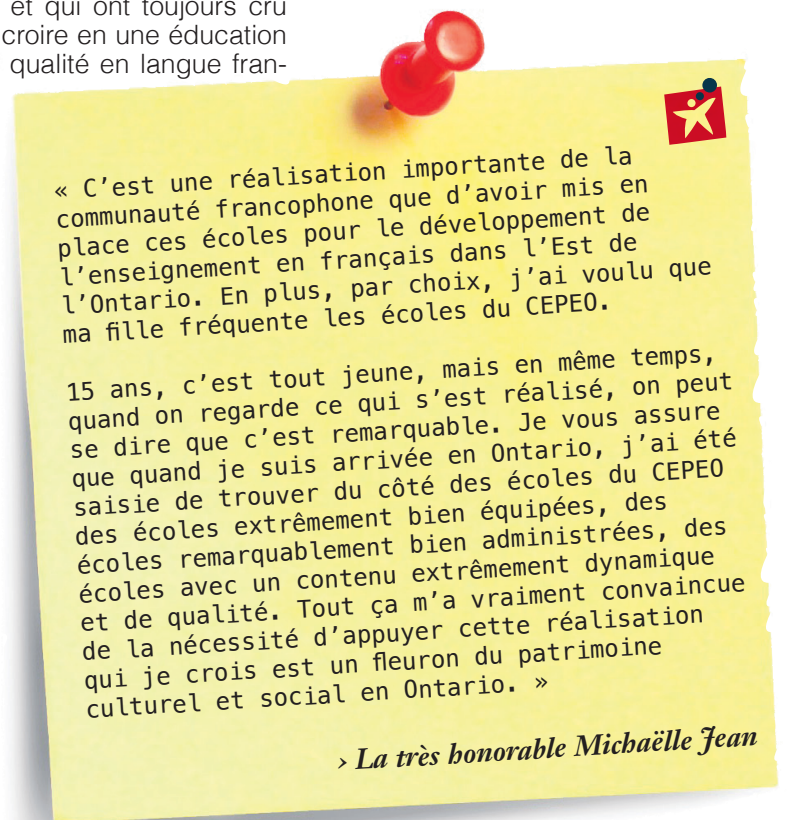 et qui ont toujours cru
croire en une éducation
qualité en langue fran-
« C'est une réalisation importante de la
communauté francophone que d'avoir mis en
place ces écoles pour le développement de
l'enseignement en français dans l'Est de
l'Ontario. En plus, par choix, j'ai voulu que
ma fille fréquente les écoles du CEPEO.
15 ans, c'est tout jeune, mais en même temps,
quand on regarde ce qui s'est réalisé, on peut
se dire que c'est remarquable. Je vous assure
que quand je suis arrivée en Ontario, j'ai été
saisie de trouver du côté des écoles du CEPEO
des écoles extrêmement bien équipées, des
écoles remarquablement bien administrées, des
écoles avec un contenu extrêmement dynamique
et de qualité. Tout ça m'a vraiment convaincue
de la nécessité d'appuyer cette réalisation
qui je crois est un fleuron du patrimoine
culturel et social en Ontario. »
› La très honorable Michaëlle Jean